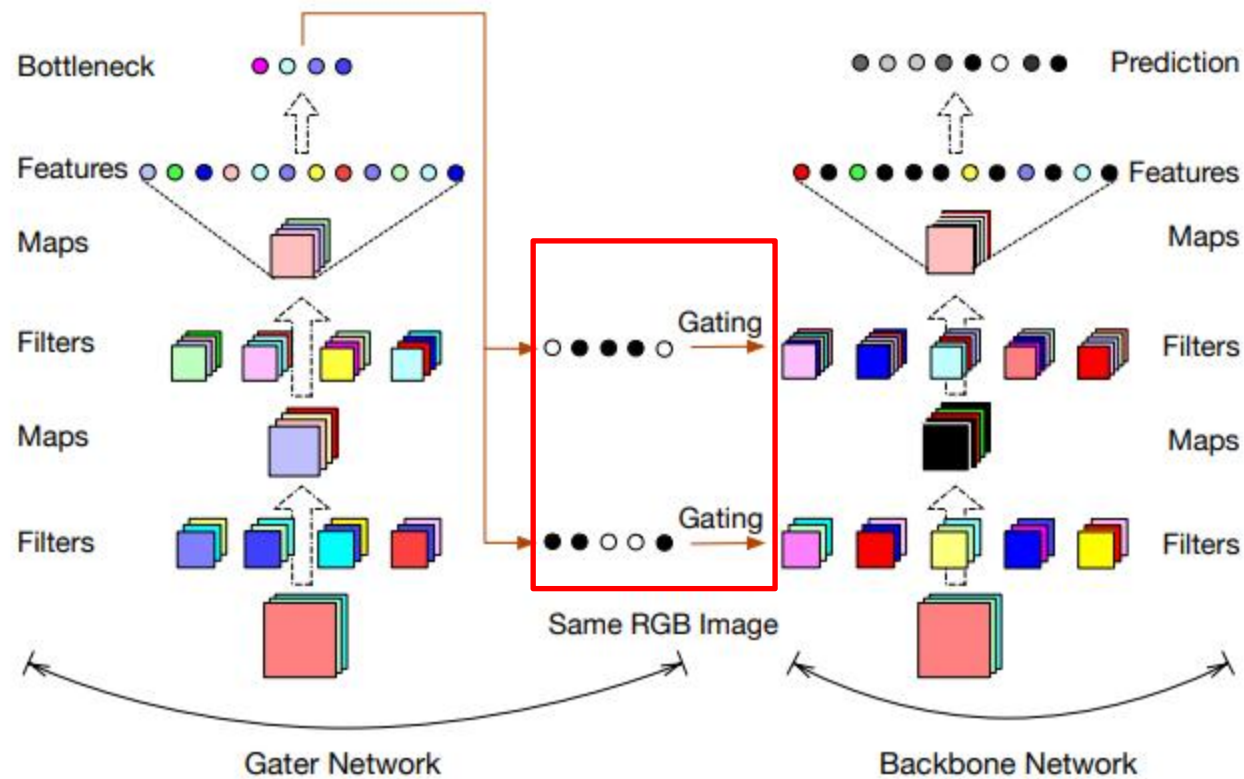 Bottleneck
Prediction
Features
Features
Maps
Maps
Gating
Filters
Filters
Maps
Maps
Gating
Filters
Filters
Same RGB Image
Gater Network
Backbone Network